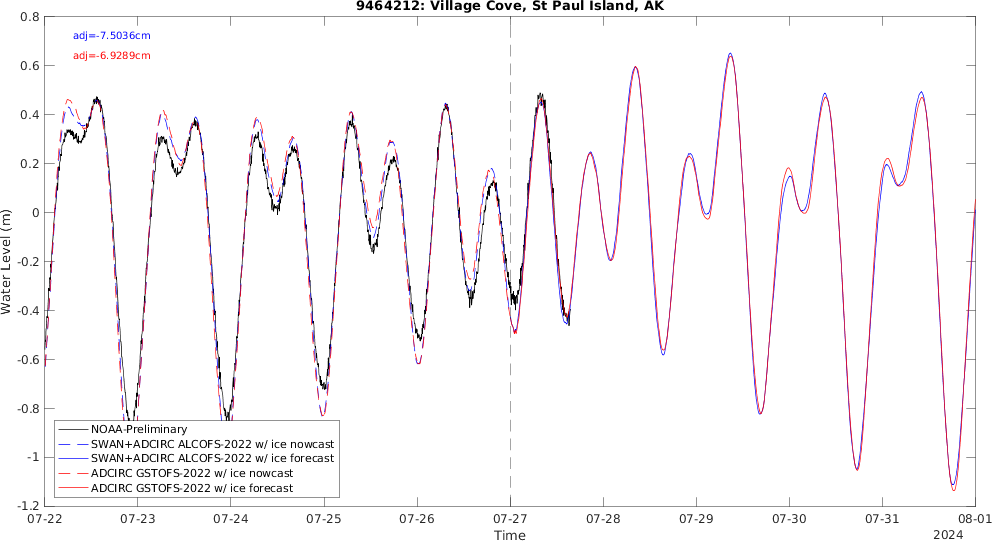 9464212: Village Cove, St Paul Island, AK
adj=-7.5036cm
adj=-6.9289cm
Water Level (m)
0.8
0.6
0.4
0.2
0
-0.2
-0.4
-0.6
-0.8
-1
-1.2
NOAA-Preliminary
SWAN+ADCIRC ALCOFS-2022 w/ ice nowcast
SWAN+ADCIRC ALCOFS-2022 w/ ice forecast
ADCIRC GSTOFS-2022 w/ ice nowcast
ADCIRC GSTOFS-2022 w/ ice forecast
07-22 07-23 07-24 07-25 07-26 07-27 07-28 07-29 07-30 07-31 08-01
Time
2024